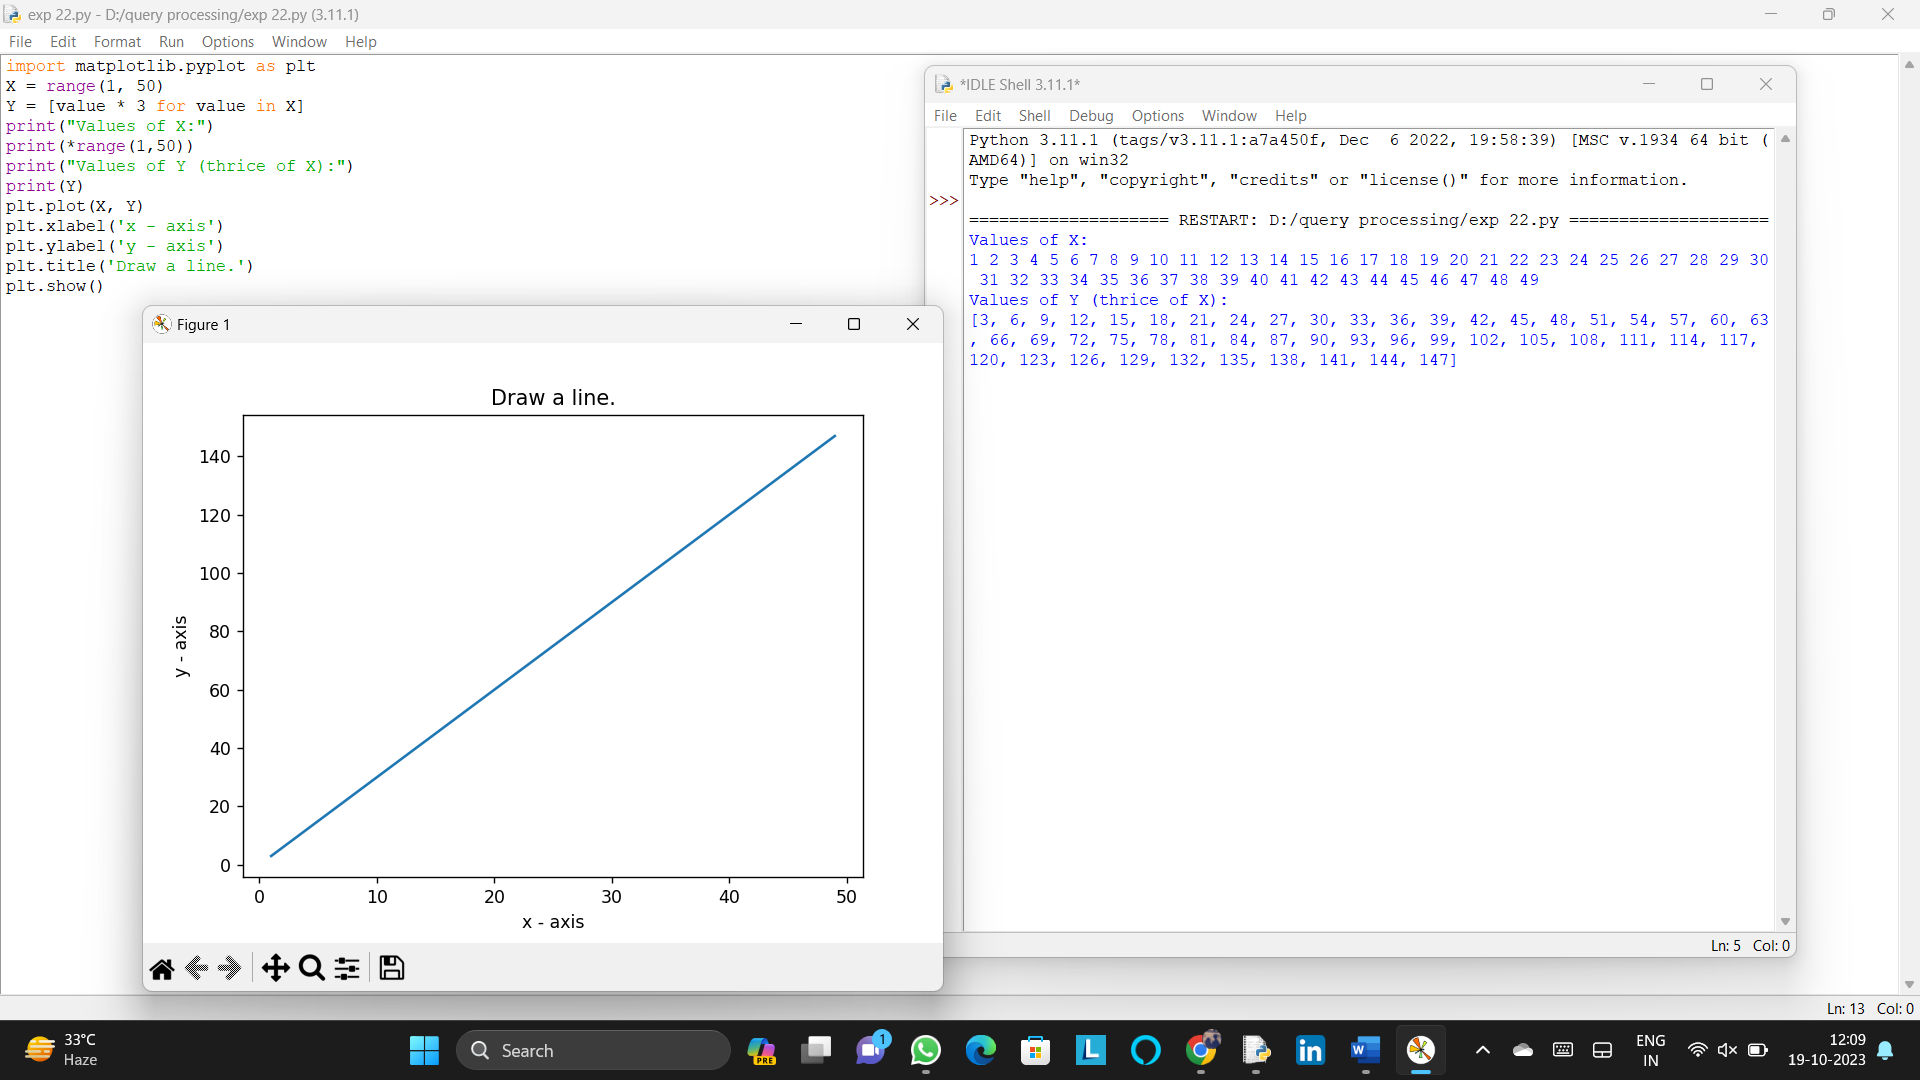 exp 22.py - D:/query processing/exp 22.py (3.11.1)
File Edit Format Run Options Window Help
import matplotlib.pyplot as plt
X = range(1, 50)
Y = [value * 3 for value in X]
print("Values of X:")
print(*range(1,50))
print("Values of Y (thrice of X):")
print(Y)
plt.plot(X, Y)
plt.xlabel('x - axis')
plt.ylabel('y - axis')
plt.title('Draw a line.')
plt.show()
*IDLE Shell 3.11.1*
File Edit Shell Debug Options Window Help
Python 3.11.1 (tags/v3.11.1:a7a450f, Dec  6 2022, 19:58:39) [MSC v.1934 64 bit (
AMD64)] on win32
Type "help", "copyright", "credits" or "license()" for more information.
>>>
==================== RESTART: D:/query processing/exp 22.py ====================
Values of X:
1 2 3 4 5 6 7 8 9 10 11 12 13 14 15 16 17 18 19 20 21 22 23 24 25 26 27 28 29 30
31 32 33 34 35 36 37 38 39 40 41 42 43 44 45 46 47 48 49
Values of Y (thrice of X):
[3, 6, 9, 12, 15, 18, 21, 24, 27, 30, 33, 36, 39, 42, 45, 48, 51, 54, 57, 60, 63
, 66, 69, 72, 75, 78, 81, 84, 87, 90, 93, 96, 99, 102, 105, 108, 111, 114, 117,
120, 123, 126, 129, 132, 135, 138, 141, 144, 147]
Ln: 5 Col: 0
Figure 1
Draw a line.
140
120
100
80
60
40
20
0
y - axis
0 10 20 30 40 50
x - axis
Ln: 13 Col: 0
33°C
Haze
Search
PRE
1
L
in
W
ENG
IN
12:09
19-10-2023